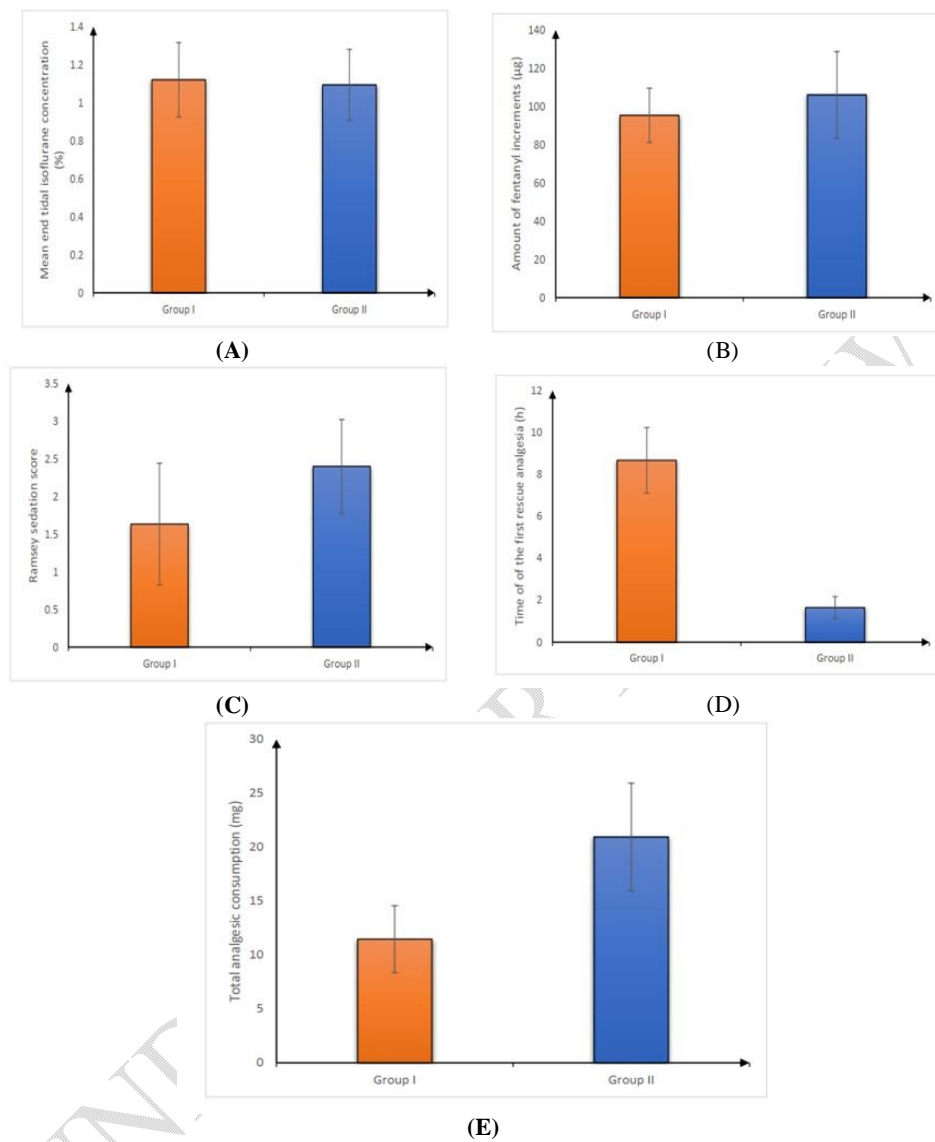 Mean end tidal isoflurane concentration
(%)
1.4
1.2
1
0.8
0.6
0.4
0.2
0
Group I Group II
(A)
Amount of fentanyl increments (µg)
140
120
100
80
60
40
20
0
Group I Group II
(B)
Ramsey sedation score
3.5
3
2.5
2
1.5
1
0.5
0
Group I Group II
(C)
Time of of the first rescue analgesia (h)
12
10
8
6
4
2
0
Group I Group II
(D)
Total analgesic consumption (mg)
30
25
20
15
10
5
0
Group I Group II
(E)